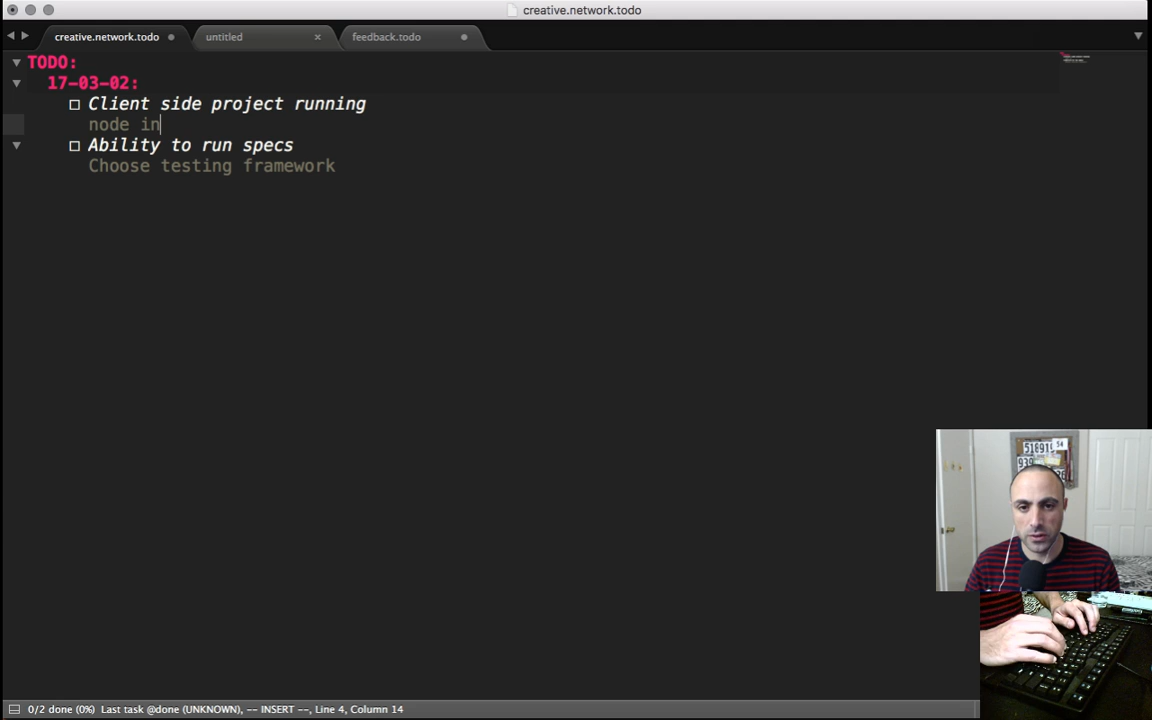 creative.network.todo
creative.network.todo
untitled
feedback.todo
TODO:
17-03-02:
Client side project running
node in
Ability to run specs
Choose testing framework
518919
54
0/2 done (0%) Last task @done (UNKNOWN), -- INSERT --, Line 4, Column 14